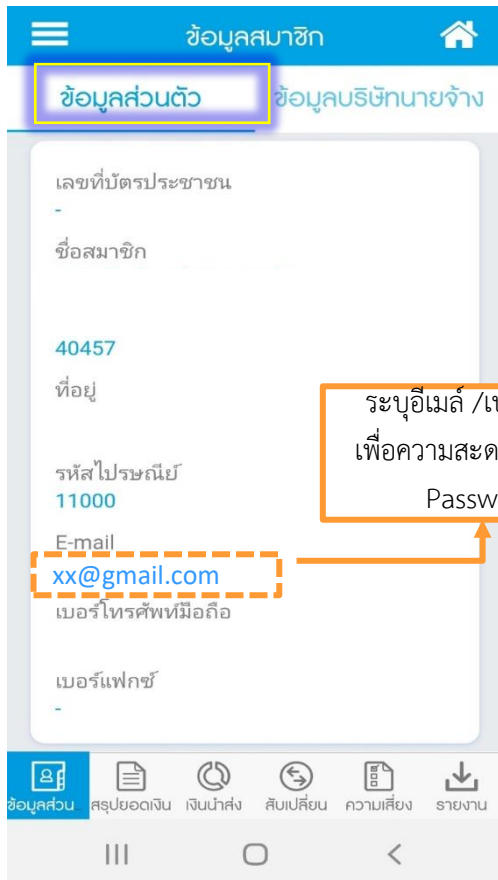 ข้อมูลสมาชิก
ข้อมูลส่วนตัว ข้อมูลบริษัทนายจ้าง
เลขที่บัตรประชาชน
-
ชื่อสมาชิก
40457
ที่อยู่
ระบุอีเมล์ /เบ
เพื่อความสะด
Passw
รหัสไปรษณีย์
11000
E-mail
xx@gmail.com
เบอร์โทรศัพท์มือถือ
เบอร์แฟกซ์
-
ข้อมูลส่วน... สรุปยอดเงิน เงินนำส่ง สับเปลี่ยน ความเสี่ยง รายงาน